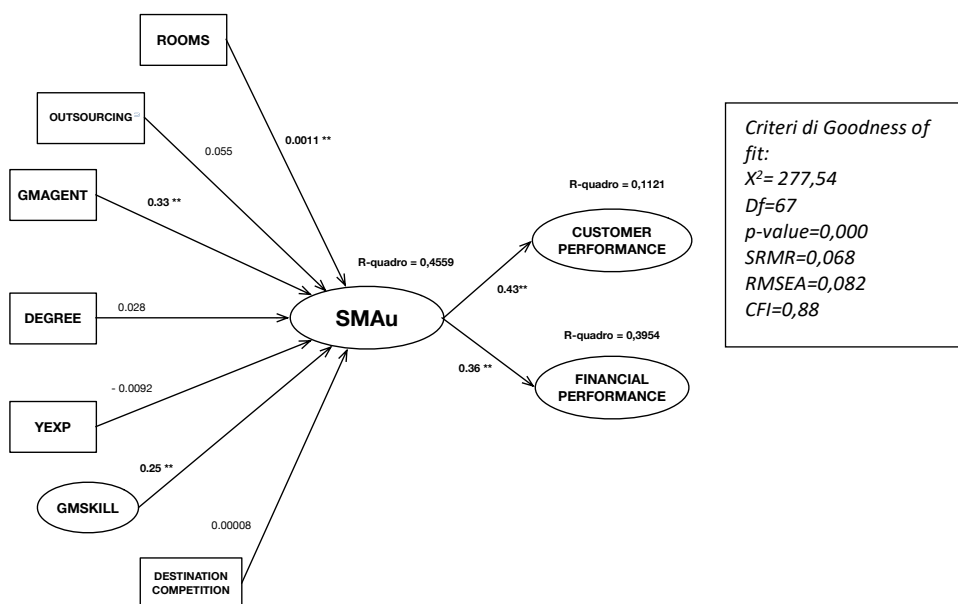 ROOMS
OUTSOURCING
0.0011 **
0.055
GMAGENT
0.33 **
R-quadro = 0,4559
DEGREE
0.028
SMAu
- 0.0092
YEXP
0.25 **
GMSKILL
0.00008
DESTINATION
COMPETITION
R-quadro = 0,1121
CUSTOMER
PERFORMANCE
0.43**
R-quadro = 0,3954
0.36 **
FINANCIAL
PERFORMANCE
Criteri di Goodness of
fit:
X²= 277,54
Df=67
p-value=0,000
SRMR=0,068
RMSEA=0,082
CFI=0,88